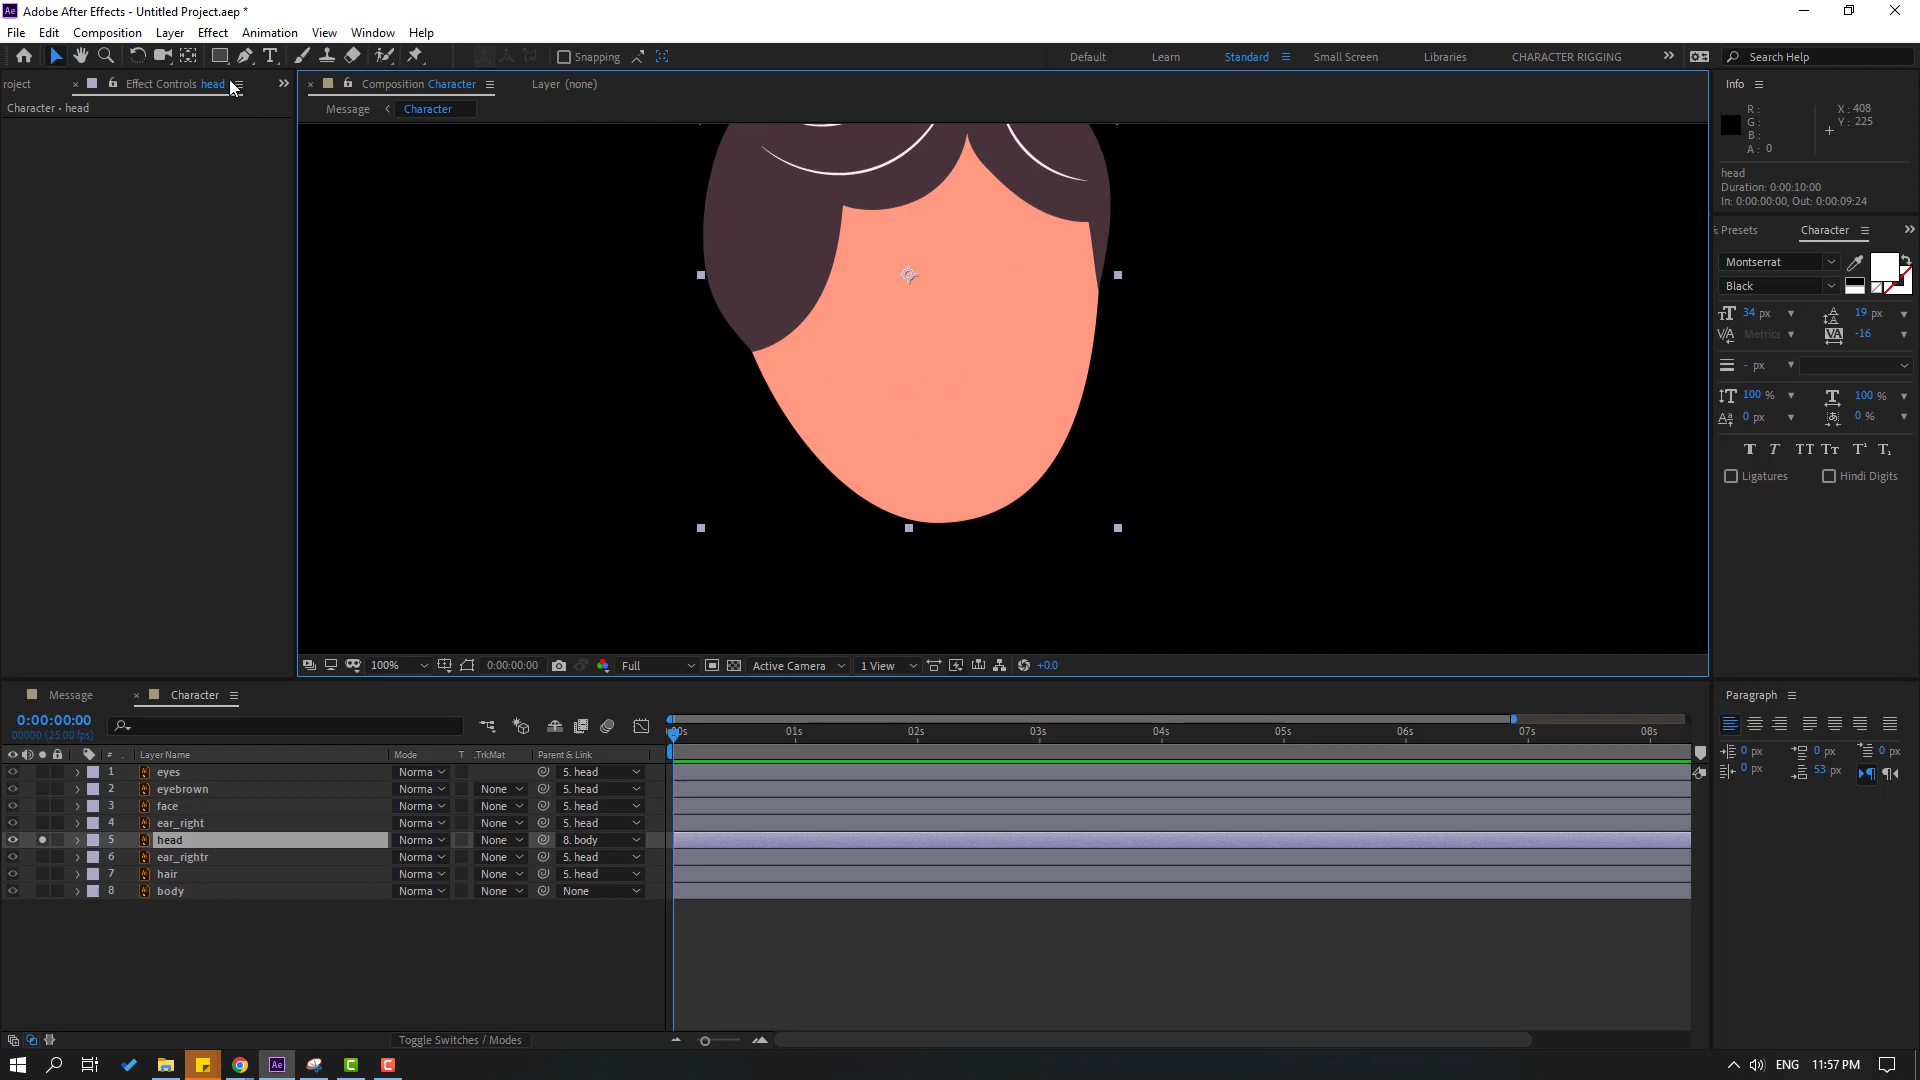 Adobe After Effects - Untitled Project.aep *
File Edit Composition Layer Effect Animation View Window Help
Snapping
Default Learn Standard Small Screen Libraries CHARACTER RIGGING Search Help
roject Effect Controls head
Character • head
Composition Character Layer (none)
Message Character
Info
R :
G :
B :
A : 0
X : 408
Y : 225
head
Duration: 0:00:10:00
In: 0:00:00:00, Out: 0:00:09:24
Presets Character
Montserrat
Black
34 px 19 px
Metrics -16
- px
100 % 100 %
0 px 0 %
Ligatures Hindi Digits
100% 0:00:00:00 Full Active Camera 1 View +0.0
Message Character
0:00:00:00
00000 (25.00 fps)
# Layer Name Mode T .TrkMat Parent & Link
:00s 01s 02s 03s 04s 05s 06s 07s 08s
1 eyes Norma 5. head
2 eyebrown Norma None 5. head
3 face Norma None 5. head
4 ear_right Norma None 5. head
5 head Norma None 8. body
6 ear_rightr Norma None 5. head
7 hair Norma None 5. head
8 body Norma None None
Toggle Switches / Modes
Paragraph
0 px 0 px 0 px
0 px 53 px
ENG 11:57 PM